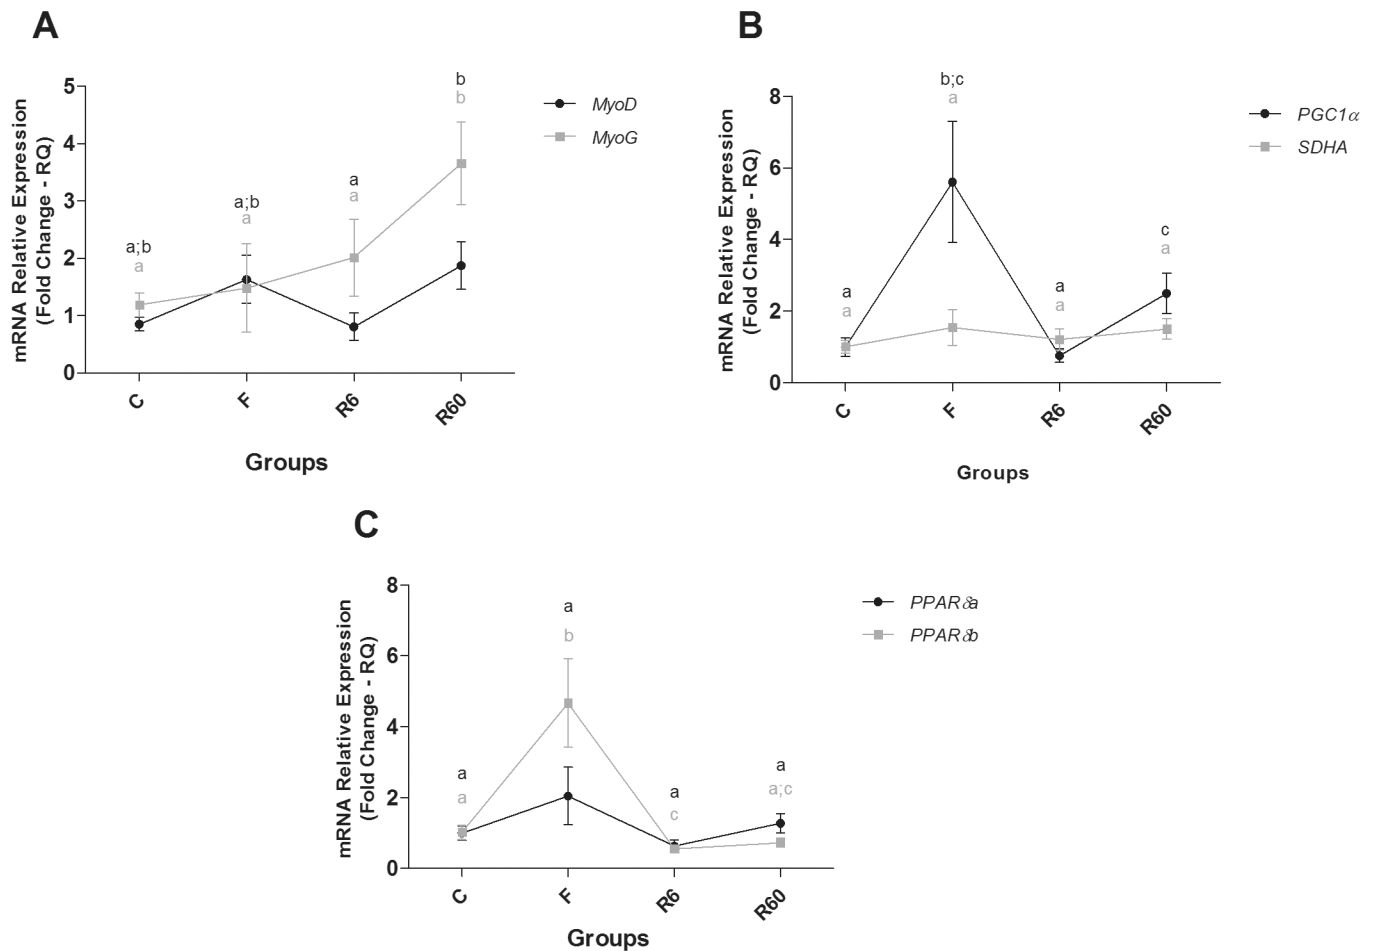 A
mRNA Relative Expression
(Fold Change - RQ)
5
4
3
2
1
0
a;b
a
a;b
a
a
a
b
b
MyoD
MyoG
C
F
R6
R60
Groups
B
mRNA Relative Expression
(Fold Change - RQ)
8
6
4
2
0
a
a
b;c
a
a
a
c
a
PGC1α
SDHA
C
F
R6
R60
Groups
C
mRNA Relative Expression
(Fold Change - RQ)
8
6
4
2
0
a
a
a
b
a
c
a
a;c
PPARδa
PPARδb
C
F
R6
R60
Groups